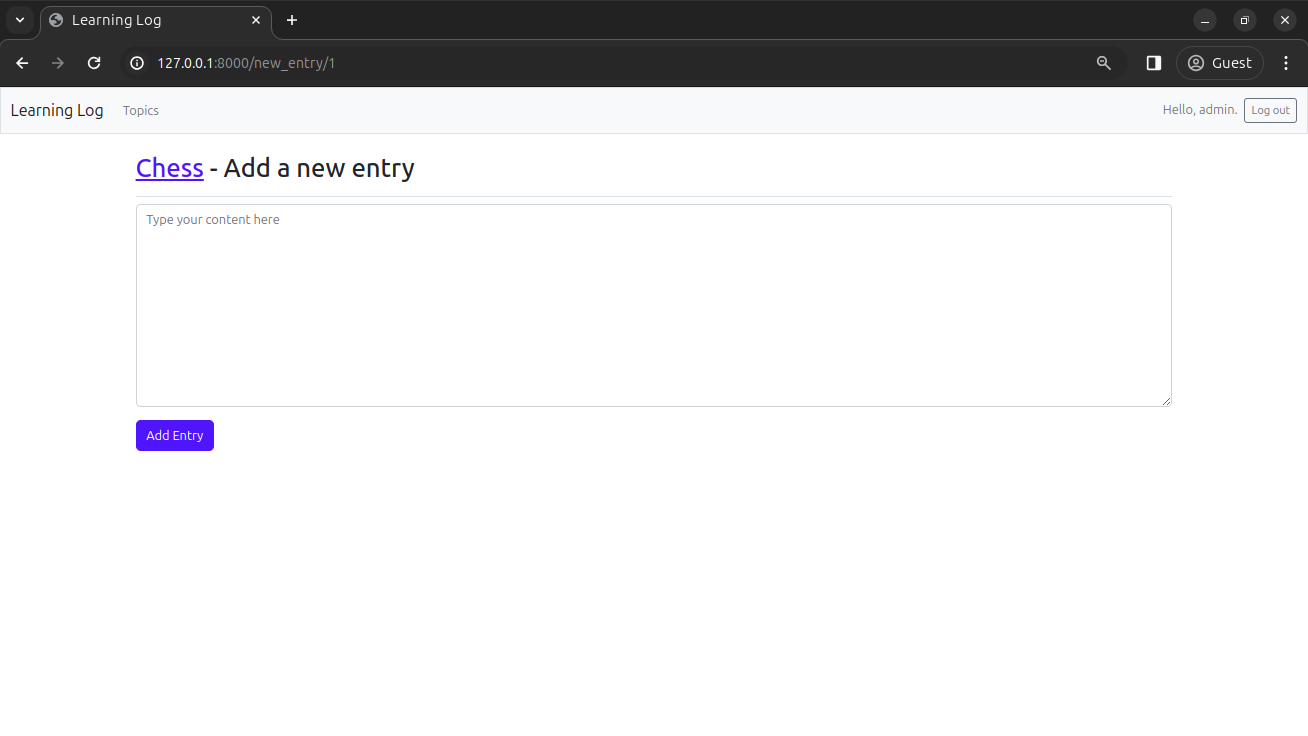 Learning Log
127.0.0.1:8000/new_entry/1
Guest
Learning Log Topics Hello, admin. Log out
Chess - Add a new entry
Type your content here
Add Entry